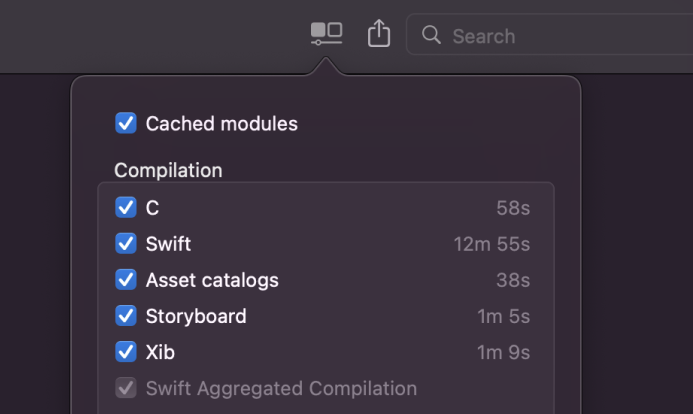 Search
Cached modules
Compilation
C 58s
Swift 12m 55s
Asset catalogs 38s
Storyboard 1m 5s
Xib 1m 9s
Swift Aggregated Compilation